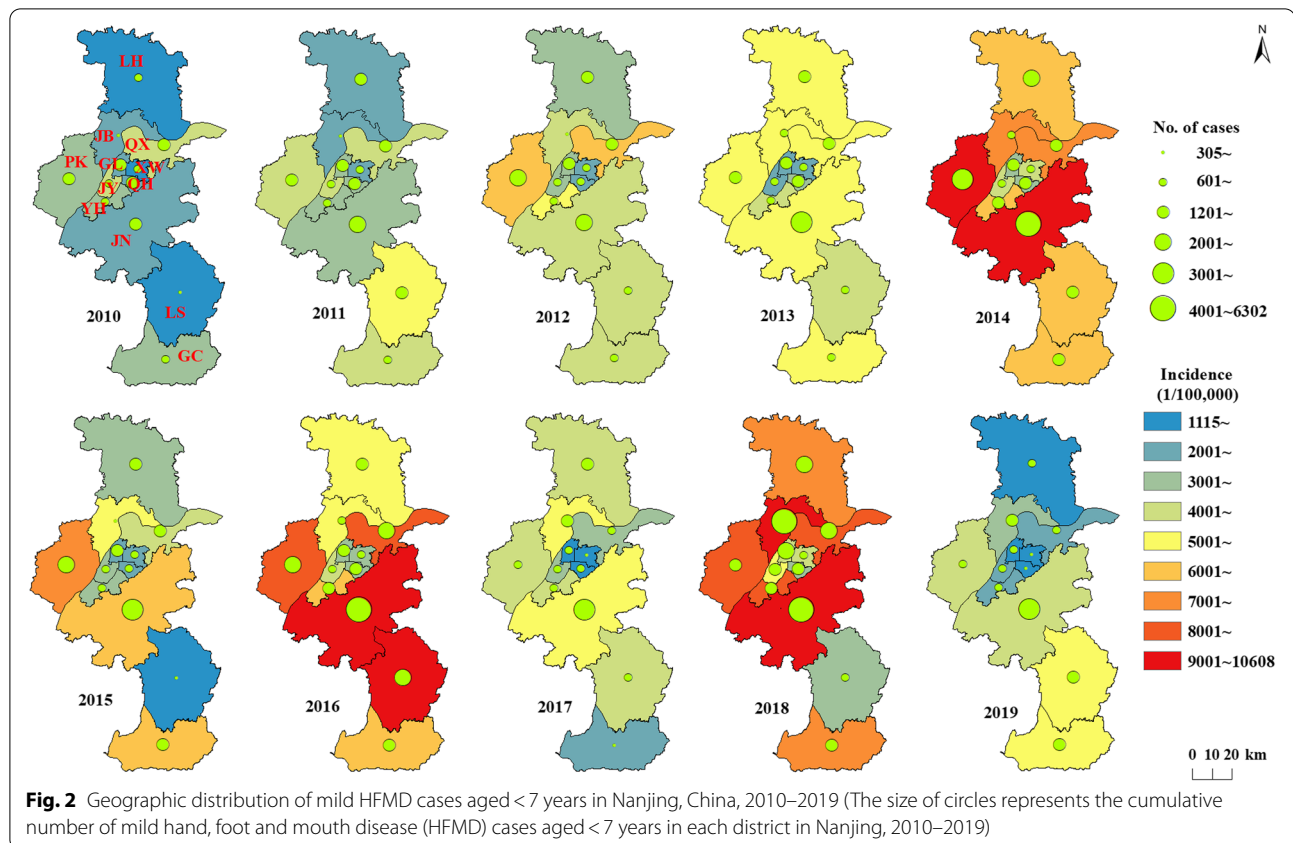 N
LH
JB
QX
PK
GL
XW
JY
QH
YH
JN
LS
GC
2010
2011
2012
2013
2014
No. of cases
305~
601~
1201~
2001~
3001~
4001~6302
Incidence
(1/100,000)
1115~
2001~
3001~
4001~
5001~
6001~
7001~
8001~
9001~10608
2015
2016
2017
2018
2019
0 10 20 km
Fig. 2 Geographic distribution of mild HFMD cases aged < 7 years in Nanjing, China, 2010–2019 (The size of circles represents the cumulative
number of mild hand, foot and mouth disease (HFMD) cases aged < 7 years in each district in Nanjing, 2010–2019)